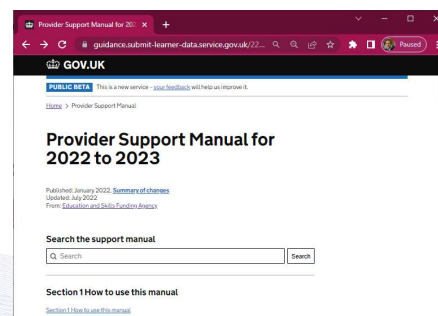 Provider Support Manual for 202
guidance.submit-learner-data.service.gov.uk/22...
Paused
GOV.UK
PUBLIC BETA This is a new service – your feedback will help us improve it.
Home > Provider Support Manual
Provider Support Manual for
2022 to 2023
Published: January 2022, Summary of changes
Updated: July 2022
From: Education and Skills Funding Agency
Search the support manual
Search
Search
Section 1 How to use this manual
Section 1 How to use this manual